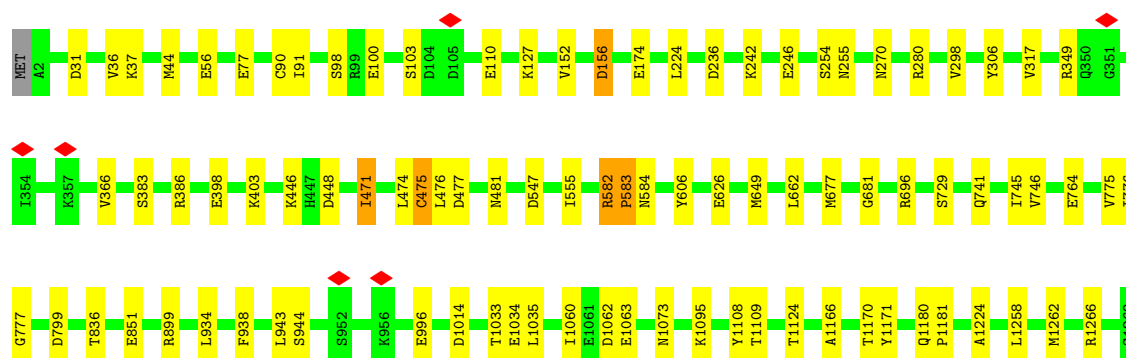 MET A2 D31 V36 K37 M44 E56 E77 C90 I91 S98 R99 E100 S103 D104 D105 E110 K127 V152 D156 E174 L224 D236 K242 E246 S254 N255 N270 R280 V298 Y306 V317 R349 Q350 G351
I354 K357 V366 S383 R386 E398 K403 K446 H447 D448 I471 L474 C475 L476 D477 N481 D547 I555 R582 P583 N584 Y606 E626 M649 L662 M677 G681 R696 S729 Q741 I745 V746 E764 V775
G777 D799 T836 E851 R899 L934 F938 L943 S944 S952 K956 E996 D1014 T1033 E1034 L1035 I1060 E1061 D1062 E1063 N1073 K1095 Y1108 T1109 T1124 A1166 T1170 Y1171 Q1180 P1181 A1224 L1258 M1262 R1266